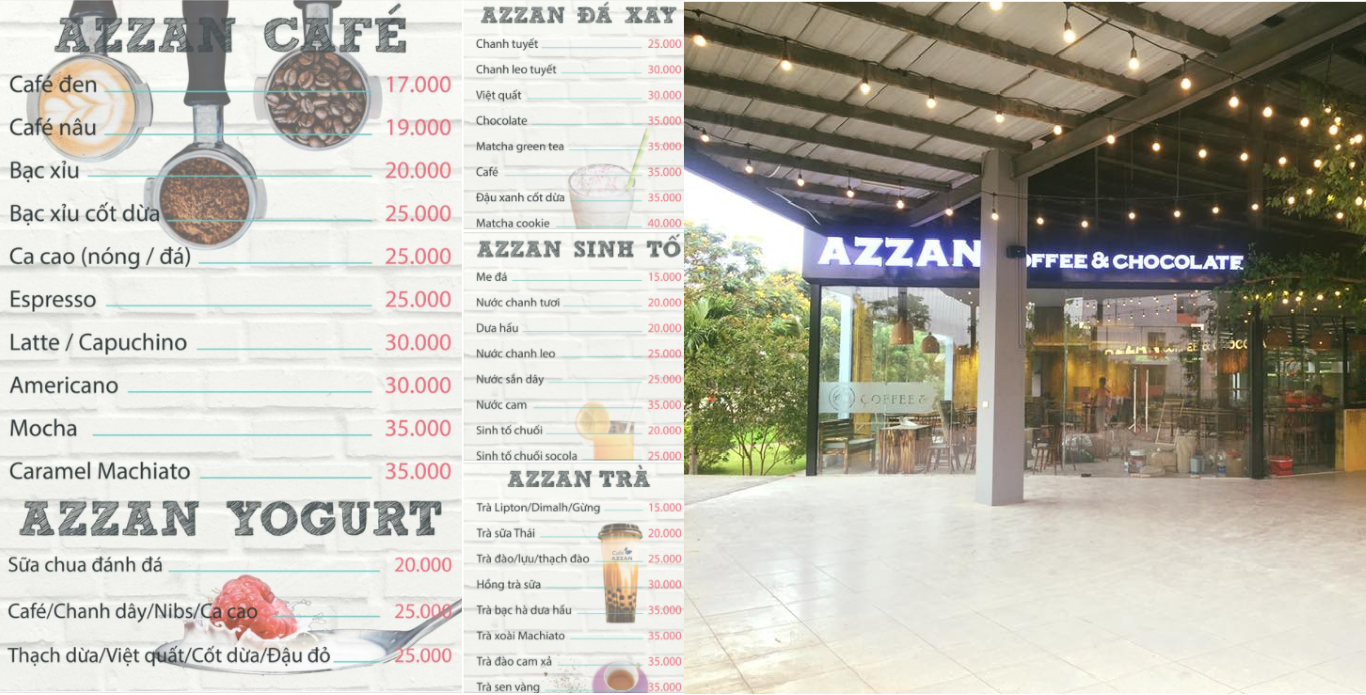 AZZAN CAFÉ
Café đen 17.000
Café nâu 19.000
Bạc xỉu 20.000
Bạc xỉu cốt dừa 25.000
Ca cao (nóng / đá) 25.000
Espresso 25.000
Latte / Capuchino 30.000
Americano 30.000
Mocha 35.000
Caramel Machiato 35.000
AZZAN YOGURT
Sữa chua đánh đá 20.000
Café/Chanh dây/Nibs/Ca cao 25.000
Thạch dừa/Việt quất/Cốt dừa/Đậu đỏ 25.000
AZZAN ĐÁ XAY
Chanh tuyết 25.000
Chanh leo tuyết 30.000
Việt quất 30.000
Chocolate 35.000
Matcha green tea 35.000
Café 35.000
Đậu xanh cốt dừa 35.000
Matcha cookie 40.000
AZZAN SINH TỐ
Me đá 15.000
Nước chanh tươi 20.000
Dưa hấu 20.000
Nước chanh leo 25.000
Nước sắn dây 25.000
Nước cam 35.000
Sinh tố chuối 20.000
Sinh tố chuối socola 25.000
AZZAN TRÀ
Trà Lipton/Dimalh/Gừng 15.000
Trà sữa Thái 20.000
Trà đào/lựu/thạch đào 25.000
Hồng trà sữa 30.000
Trà bạc hà dưa hấu 35.000
Trà xoài Machiato 35.000
Trà đào cam xả 35.000
Trà sen vàng 35.000
Café
AZZAN
AZZAN OFFEE & CHOCOLATE
COFFEE &